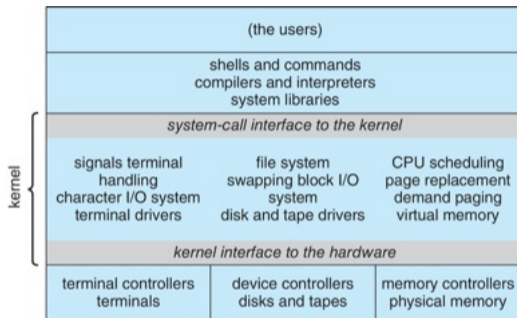 (the users)
shells and commands
compilers and interpreters
system libraries
system-call interface to the kernel
kernel
signals terminal
handling
character I/O system
terminal drivers
file system
swapping block I/O
system
disk and tape drivers
CPU scheduling
page replacement
demand paging
virtual memory
kernel interface to the hardware
terminal controllers
terminals
device controllers
disks and tapes
memory controllers
physical memory